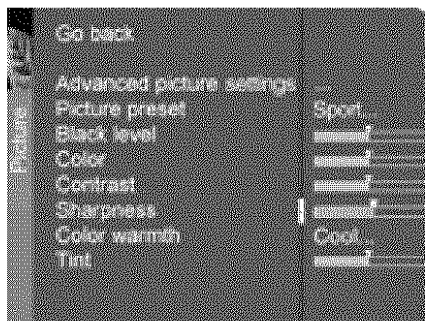 Go back
Advanced picture settings ...
Picture preset Sport...
Black level
Color
Contrast
Sharpness
Color warmth Cool...
Tint
Picture